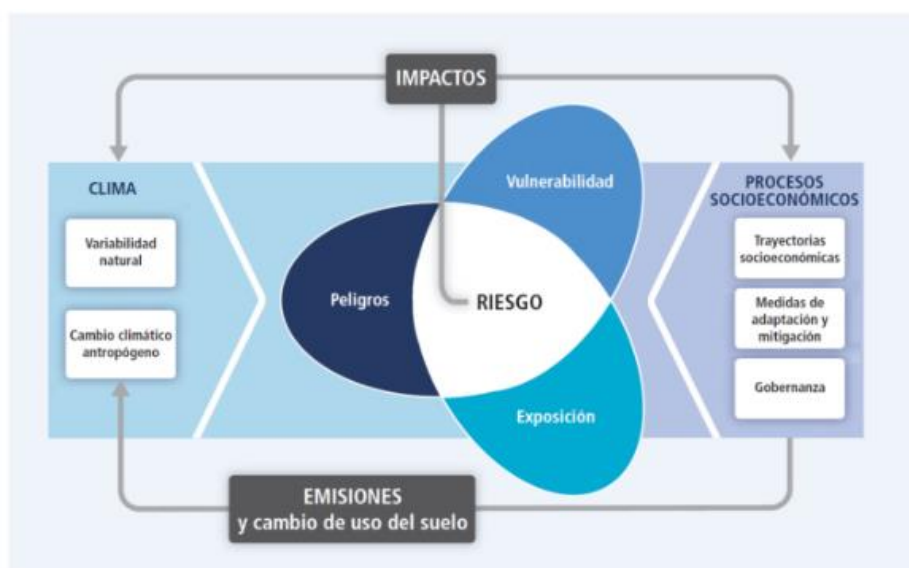 IMPACTOS
CLIMA
Variabilidad
natural
Cambio climático
antropógeno
Vulnerabilidad
Peligros
RIESGO
Exposición
PROCESOS
SOCIOECONÓMICOS
Trayectorias
socioeconómicas
Medidas de
adaptación y
mitigación
Gobernanza
EMISIONES
y cambio de uso del suelo